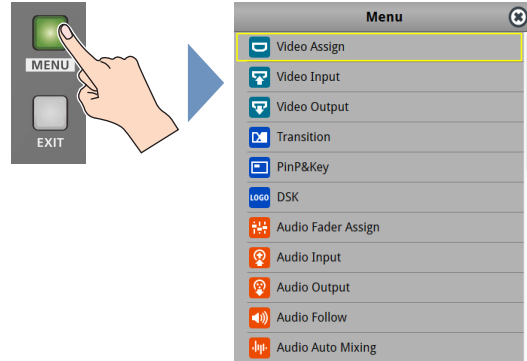 MENU
EXIT
Menu
Video Assign
Video Input
Video Output
Transition
PinP&Key
LOGO DSK
Audio Fader Assign
Audio Input
Audio Output
Audio Follow
Audio Auto Mixing